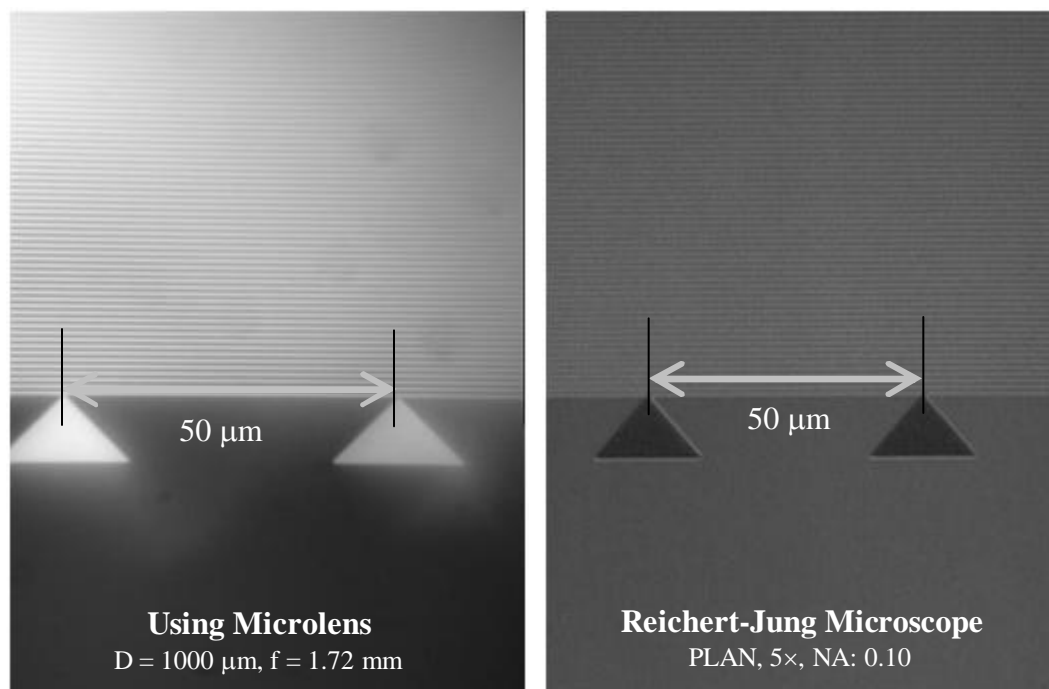 50 μm
Using Microlens
D = 1000 μm, f = 1.72 mm
50 μm
Reichert-Jung Microscope
PLAN, 5×, NA: 0.10